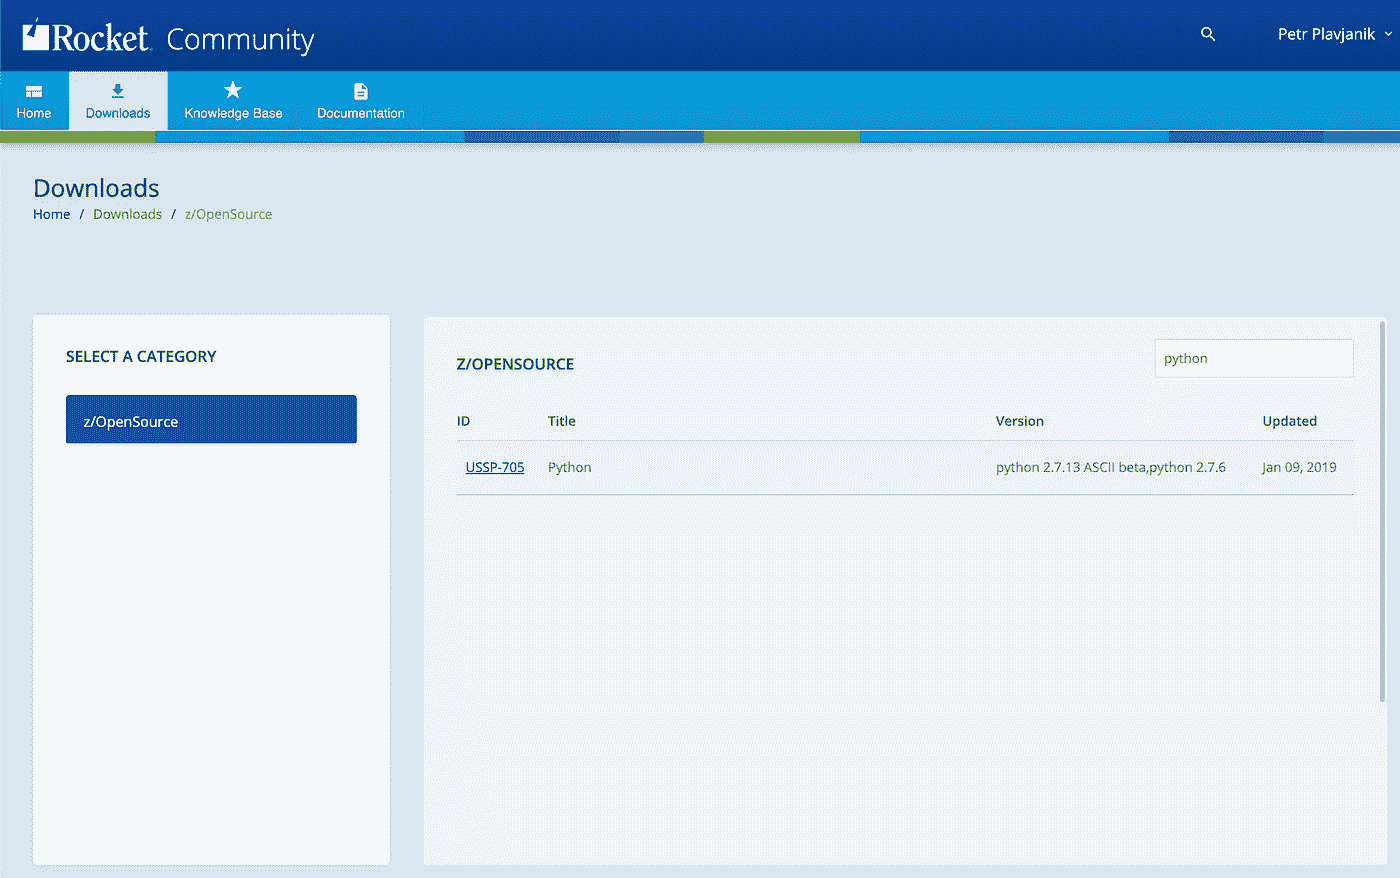 Rocket. Community
Petr Plavjanik
Home
Downloads
Knowledge Base
Documentation
Downloads
Home / Downloads / z/OpenSource
SELECT A CATEGORY
z/OpenSource
Z/OPENSOURCE
python
ID Title Version Updated
USSP-705 Python python 2.7.13 ASCII beta,python 2.7.6 Jan 09, 2019